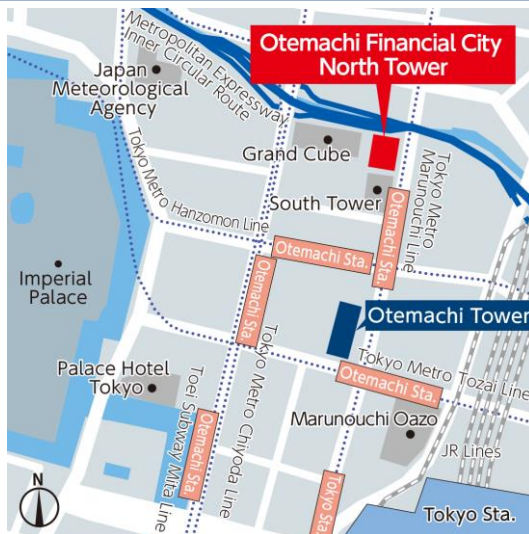 Otemachi Financial City
North Tower
Metropolitan Expressway
Inner Circular Route
Japan
Meteorological
Agency
Grand Cube
South Tower
Tokyo Metro
Marunouchi Line
Tokyo Metro Hanzomon Line
Otemachi Sta.
Otemachi Sta.
Otemachi Sta.
Imperial
Palace
Otemachi Tower
Tokyo Metro Tozai Line
Otemachi Sta.
Palace Hotel
Tokyo
Toei Subway Mita Line
Otemachi Sta.
Tokyo Metro Chiyoda Line
Marunouchi Oazo
JR Lines
N
Tokyo Sta.
Tokyo Sta.